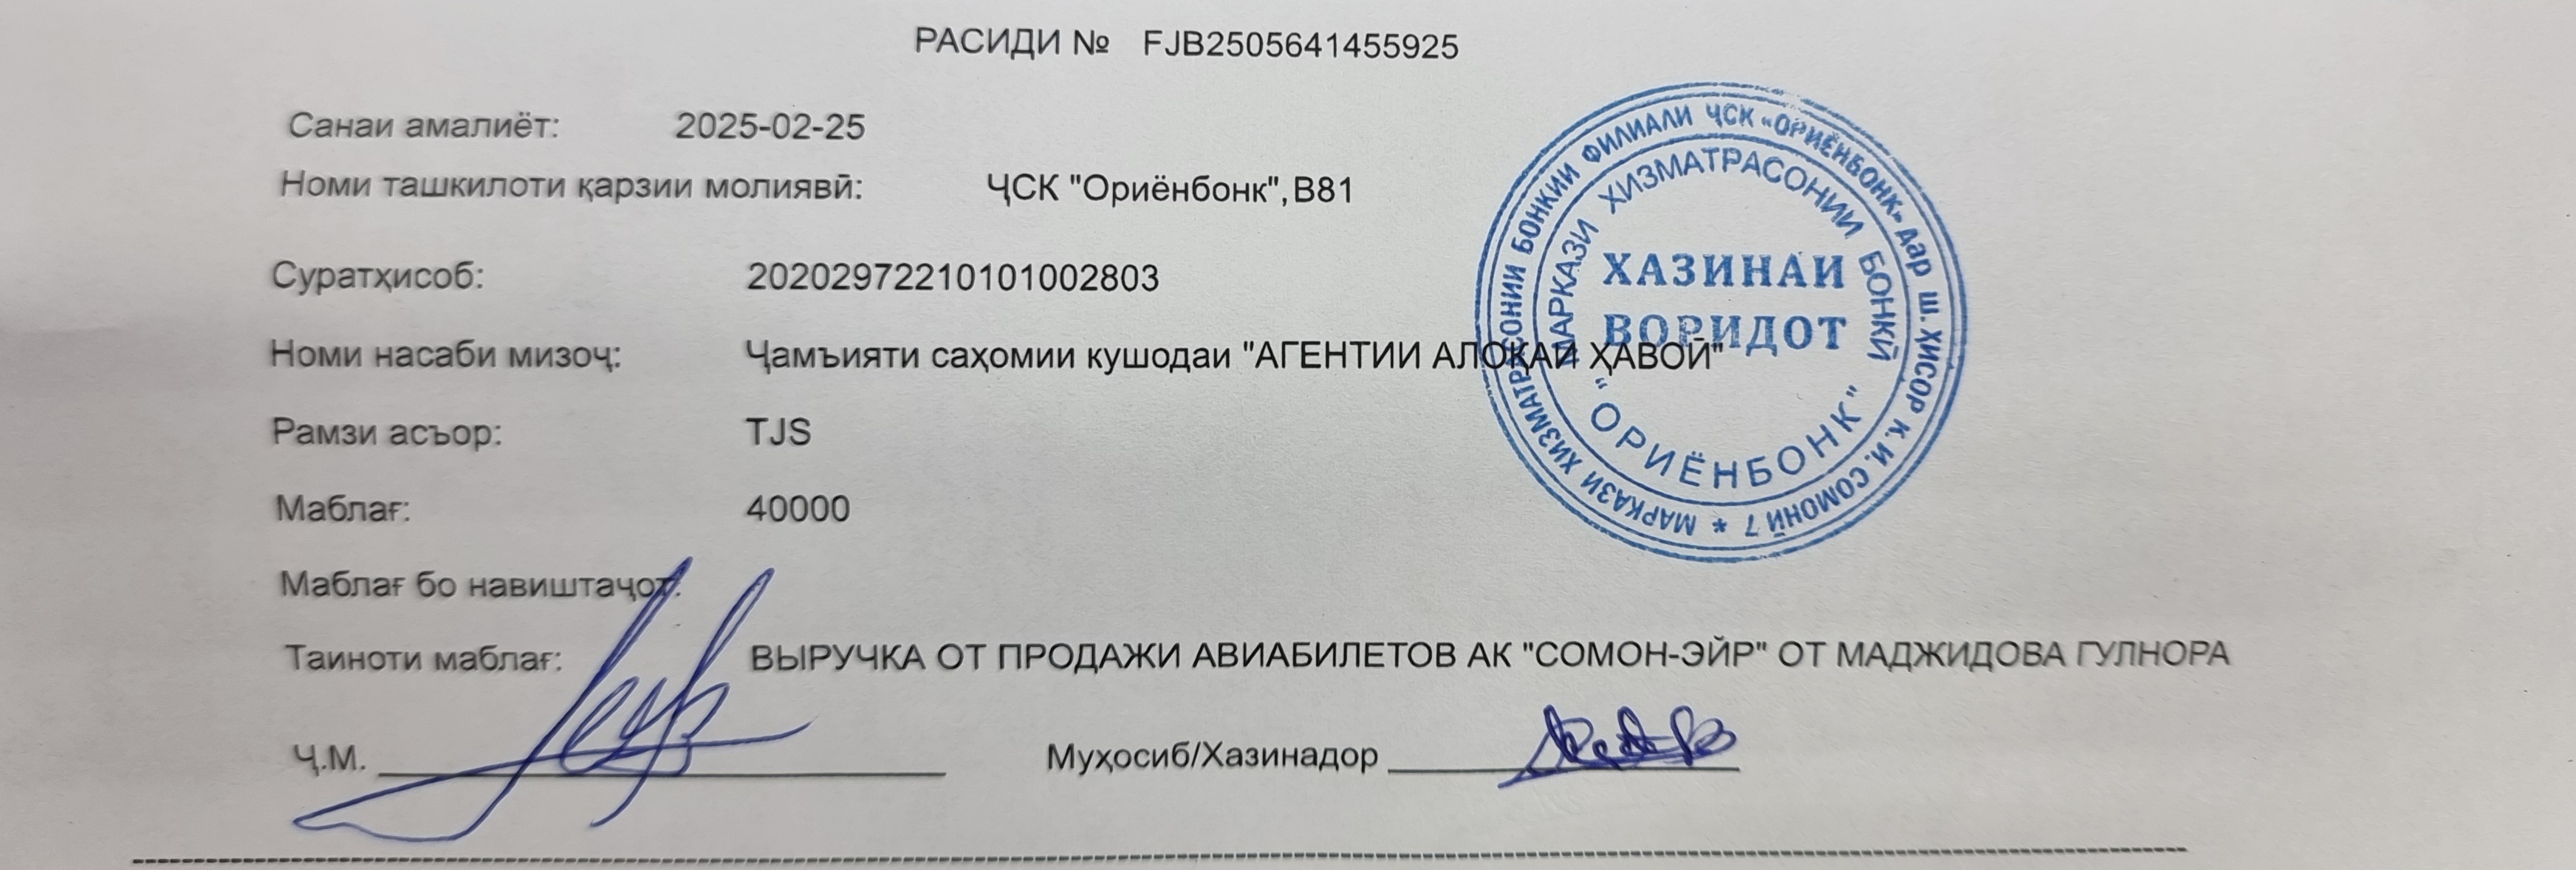 РАСИДИ № FJB2505641455925
Санаи амалиёт: 2025-02-25
Номи ташкилоти қарзии молиявӣ: ҶСК "Ориёнбонк", B81
Суратҳисоб: 20202972210101002803
Номи насаби мизоҷ: Ҷамъияти саҳомии кушодаи "АГЕНТИИ АЛОҚАИ ҲАВОӢ"
Рамзи асъор: TJS
Маблағ: 40000
Маблағ бо навиштаҷот:
Таиноти маблағ: ВЫРУЧКА ОТ ПРОДАЖИ АВИАБИЛЕТОВ АК "СОМОН-ЭЙР" ОТ МАДЖИДОВА ГУЛНОРА
Ҷ.М. Муҳосиб/Хазинадор
МАРКАЗИ ХИЗМАТРАСОНИИ БОНКИИ ФИЛИАЛИ ҶСК «ОРИЁНБОНК» дар Ш. ҲИСОР К. И. СОМОНӢ 7 *
МАРКАЗИ ХИЗМАТРАСОНИИ БОНКӢ
"ОРИЁНБОНК"
ХАЗИНАИ
ВОРИДОТ